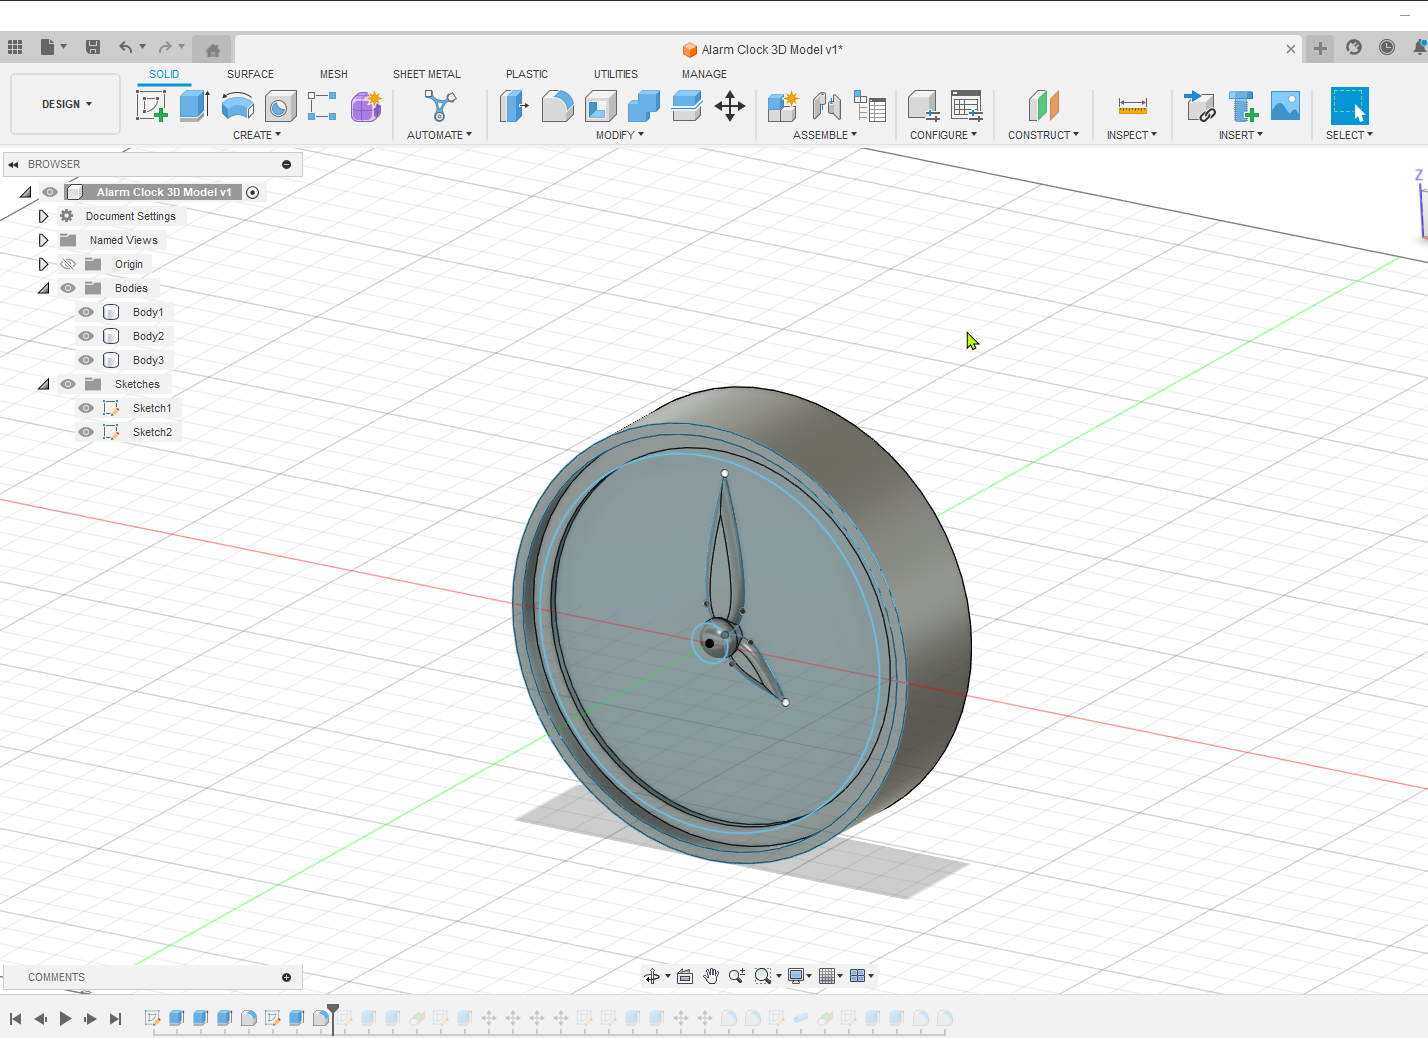 Alarm Clock 3D Model v1*
SOLID SURFACE MESH SHEET METAL PLASTIC UTILITIES MANAGE
DESIGN
CREATE AUTOMATE MODIFY ASSEMBLE CONFIGURE CONSTRUCT INSPECT INSERT SELECT
BROWSER
Alarm Clock 3D Model v1
Document Settings
Named Views
Origin
Bodies
Body1
Body2
Body3
Sketches
Sketch1
Sketch2
Z
COMMENTS